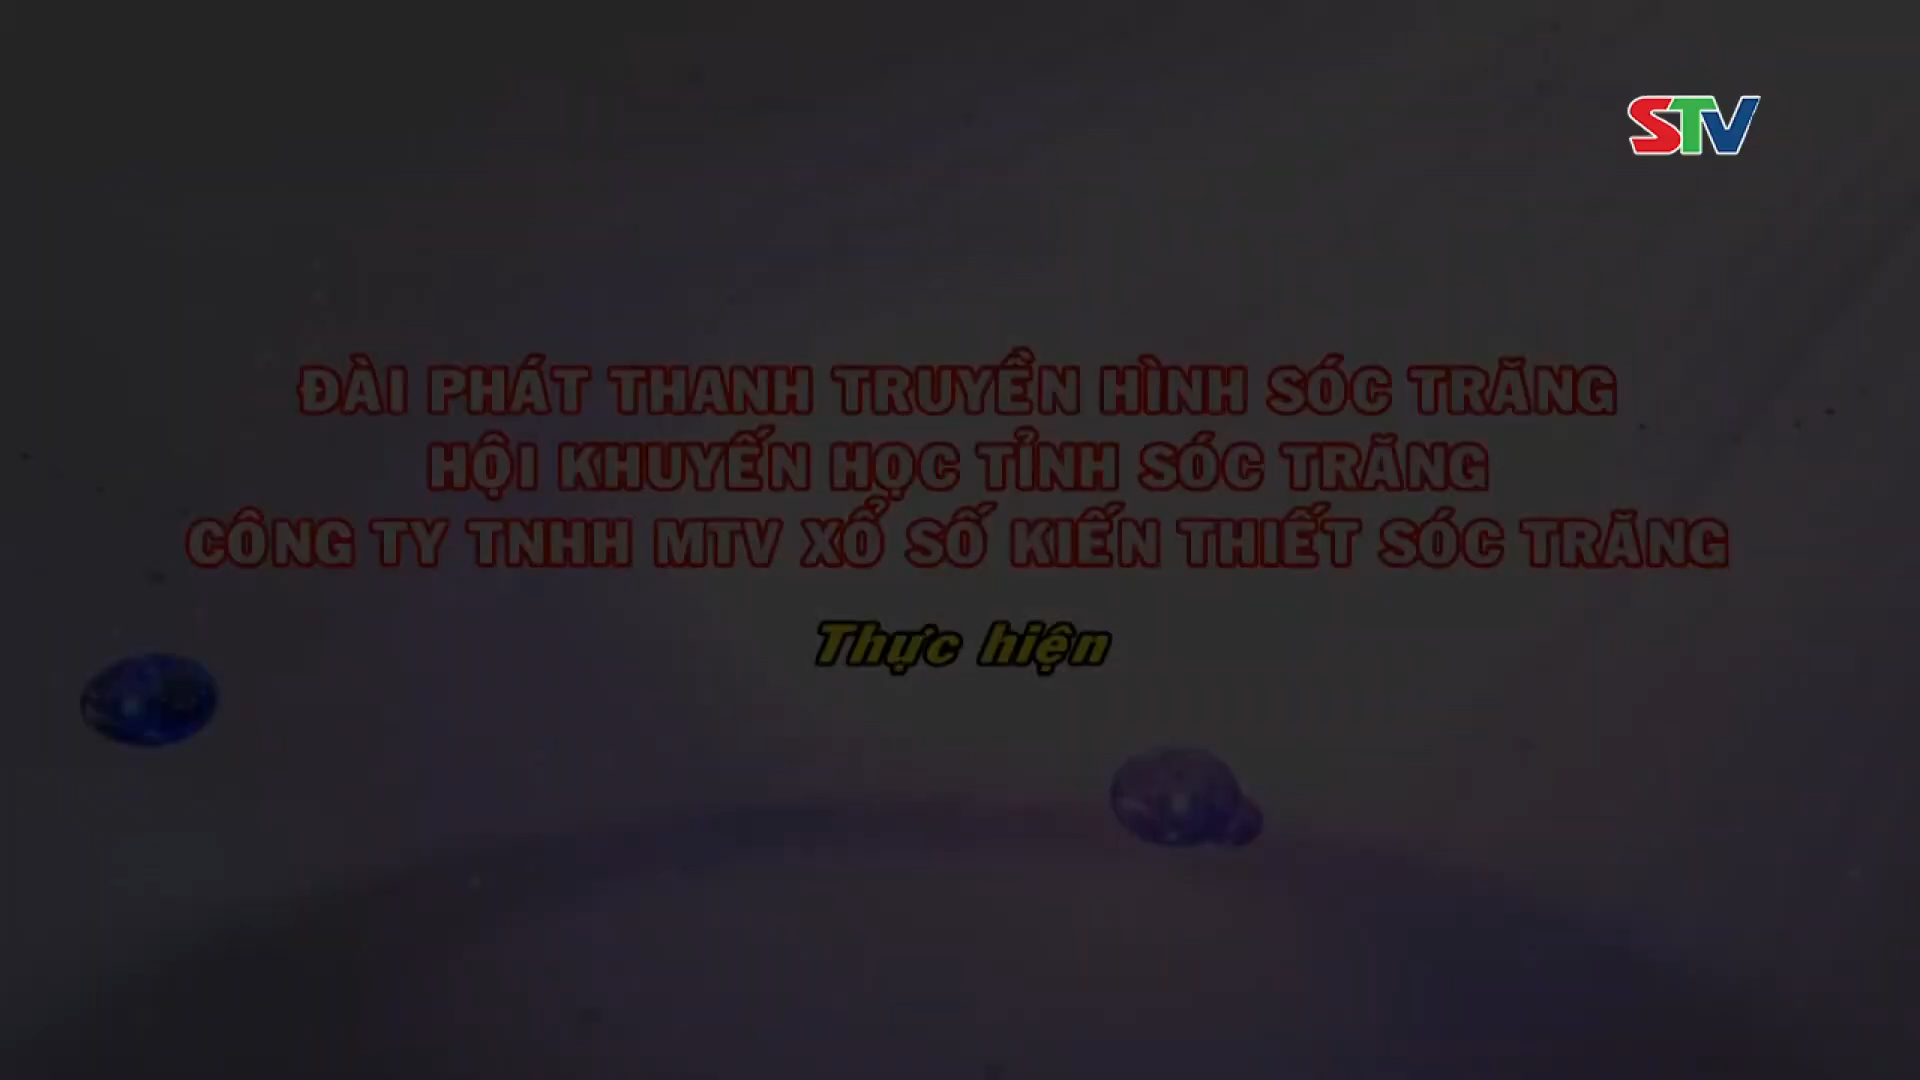 STV
ĐÀI PHÁT THANH TRUYỀN HÌNH SÓC TRĂNG
HỘI KHUYẾN HỌC TỈNH SÓC TRĂNG
CÔNG TY TNHH MTV XỔ SỐ KIẾN THIẾT SÓC TRĂNG
Thực hiện